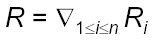 R = ∇₁≤i≤n Rᵢ